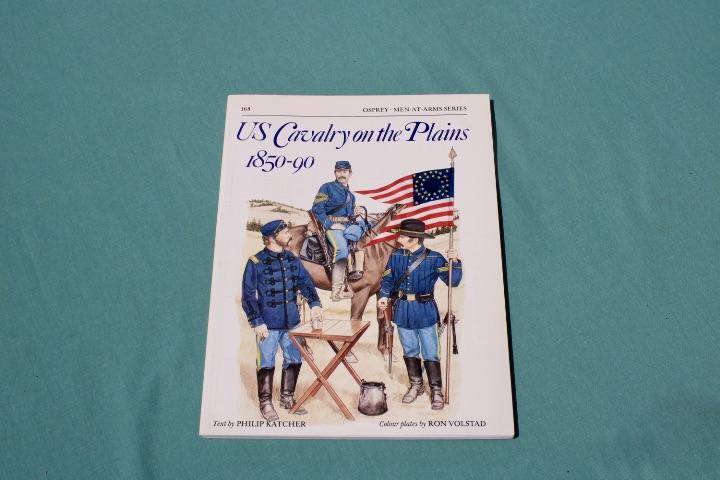 168
OSPREY · MEN-AT-ARMS SERIES
US Cavalry on the Plains
1850-90
Text by PHILIP KATCHER
Colour plates by RON VOLSTAD